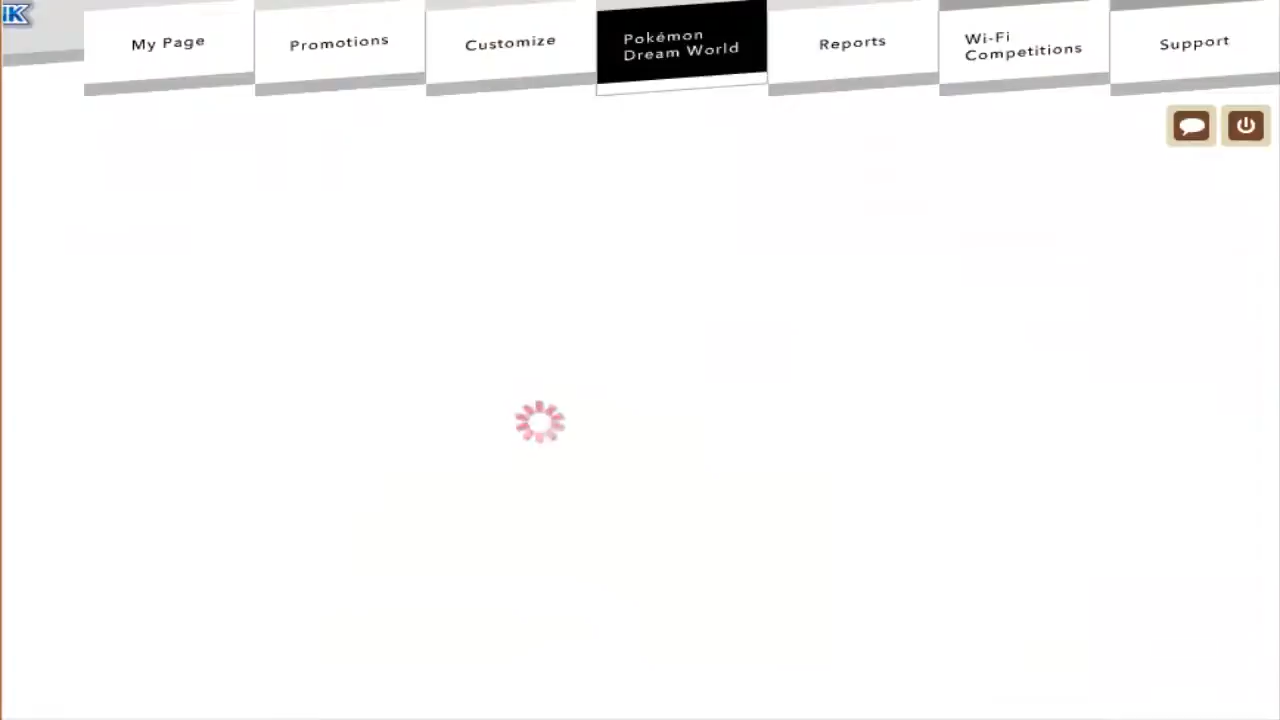 My Page
Promotions
Customize
Pokémon
Dream World
Reports
Wi-Fi
Competitions
Support